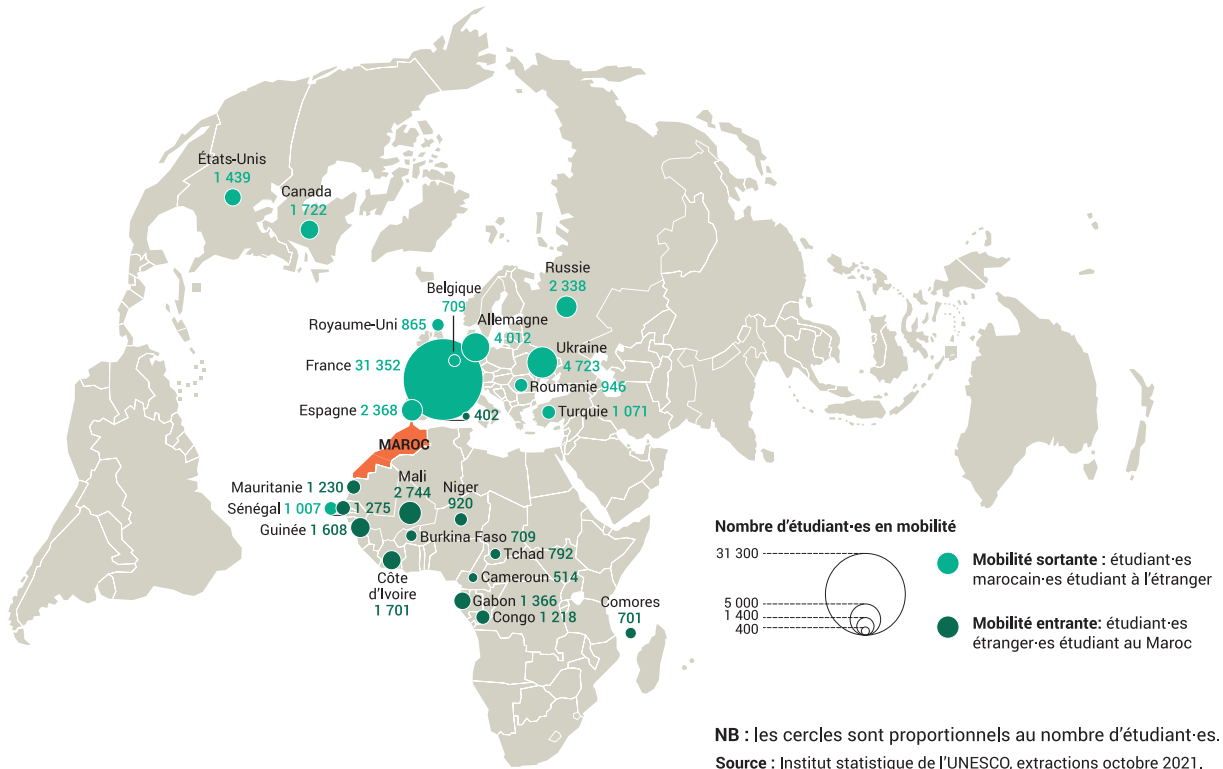 États-Unis
1 439
Canada
1 722
Russie
2 338
Belgique
709
Royaume-Uni 865
Allemagne
4 012
France 31 352
Ukraine
4 723
Roumanie 946
Espagne 2 368
402
Turquie 1 071
MAROC
Mauritanie 1 230
Mali
2 744
Niger
920
Sénégal 1 007
1 275
Guinée 1 608
Burkina Faso 709
Tchad 792
Côte
d'Ivoire
1 701
Cameroun 514
Gabon 1 366
Congo 1 218
Comores
701
Nombre d'étudiant·es en mobilité
31 300
5 000
1 400
400
Mobilité sortante : étudiant·es
marocain·es étudiant à l'étranger
Mobilité entrante: étudiant·es
étranger·es étudiant au Maroc
NB : les cercles sont proportionnels au nombre d'étudiant·es.
Source : Institut statistique de l'UNESCO, extractions octobre 2021.